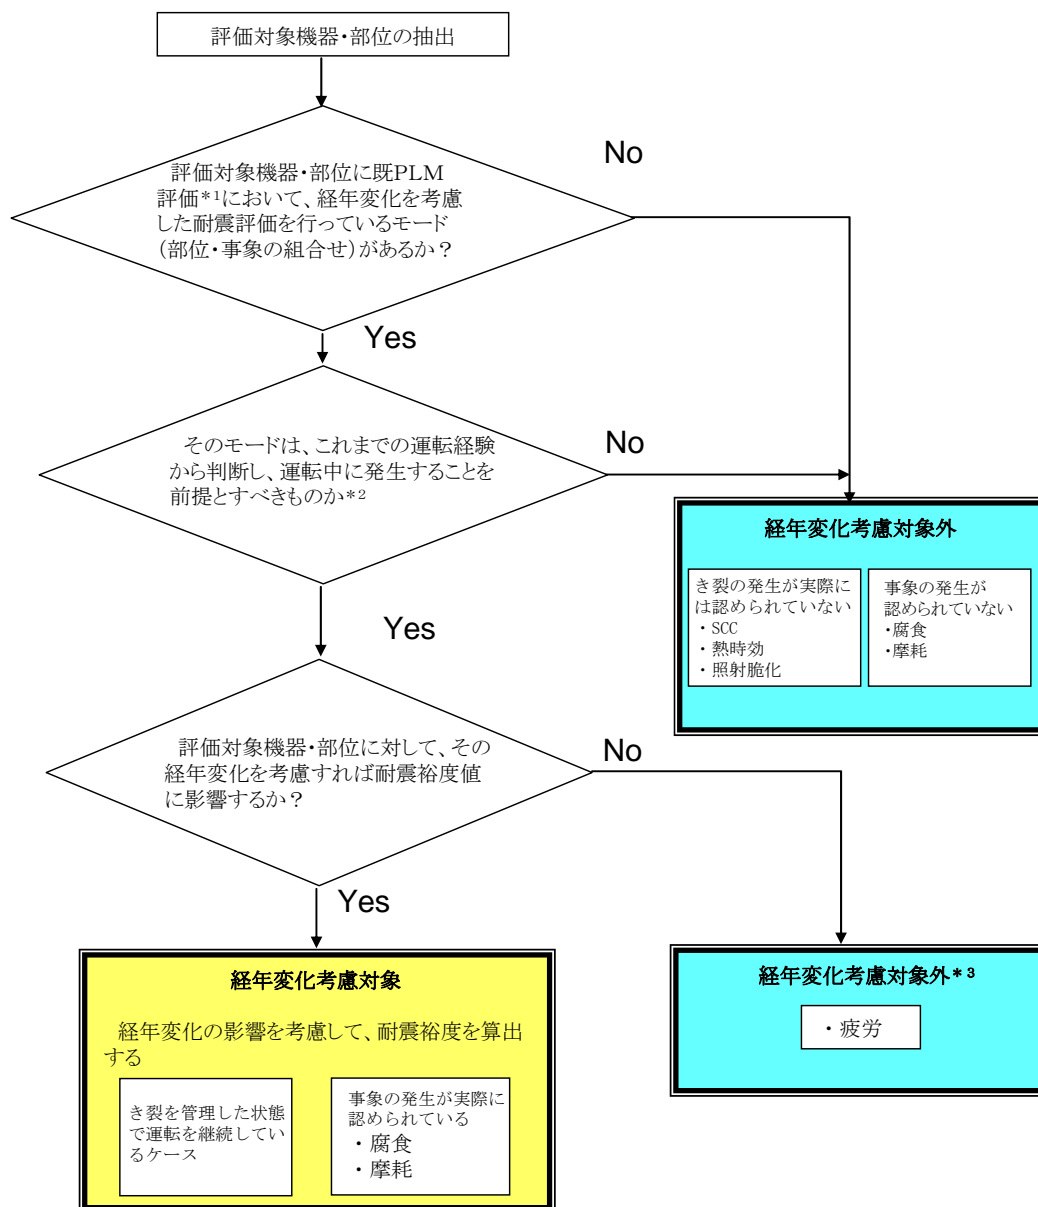 評価対象機器・部位の抽出
評価対象機器・部位に既PLM
評価*1において、経年変化を考慮
した耐震評価を行っているモード
(部位・事象の組合せ)があるか？
No
Yes
そのモードは、これまでの運転経験
から判断し、運転中に発生することを
前提とすべきものか*2
No
経年変化考慮対象外
き裂の発生が実際に
は認められていない
・SCC
・熱時効
・照射脆化
事象の発生が
認められていない
・腐食
・摩耗
Yes
評価対象機器・部位に対して、その
経年変化を考慮すれば耐震裕度値
に影響するか？
No
Yes
経年変化考慮対象
経年変化の影響を考慮して、耐震裕度を算出
する
き裂を管理した状態
で運転を継続してい
るケース
事象の発生が実際に
認められている
・腐食
・摩耗
経年変化考慮対象外*3
・疲労